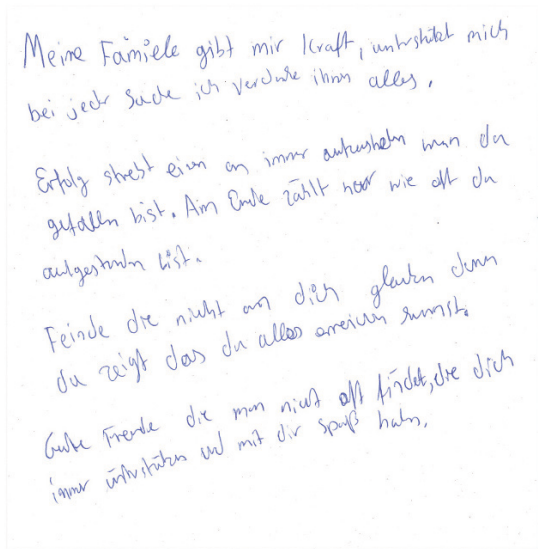 Meine Familie gibt mir Kraft, unterstützt mich
bei jeder Sache ich verdanke ihnen alles.
Erfolg strebt einen an immer aufzustehen wenn du
gefallen bist. Am Ende zählt nur wie oft du
aufgestanden bist.
Feinde die nicht an dich glauben denen
du zeigt das du alles erreichen kannst.
Gute Freunde die man nicht oft findet, die dich
immer unterstützen und mit dir Spaß haben.